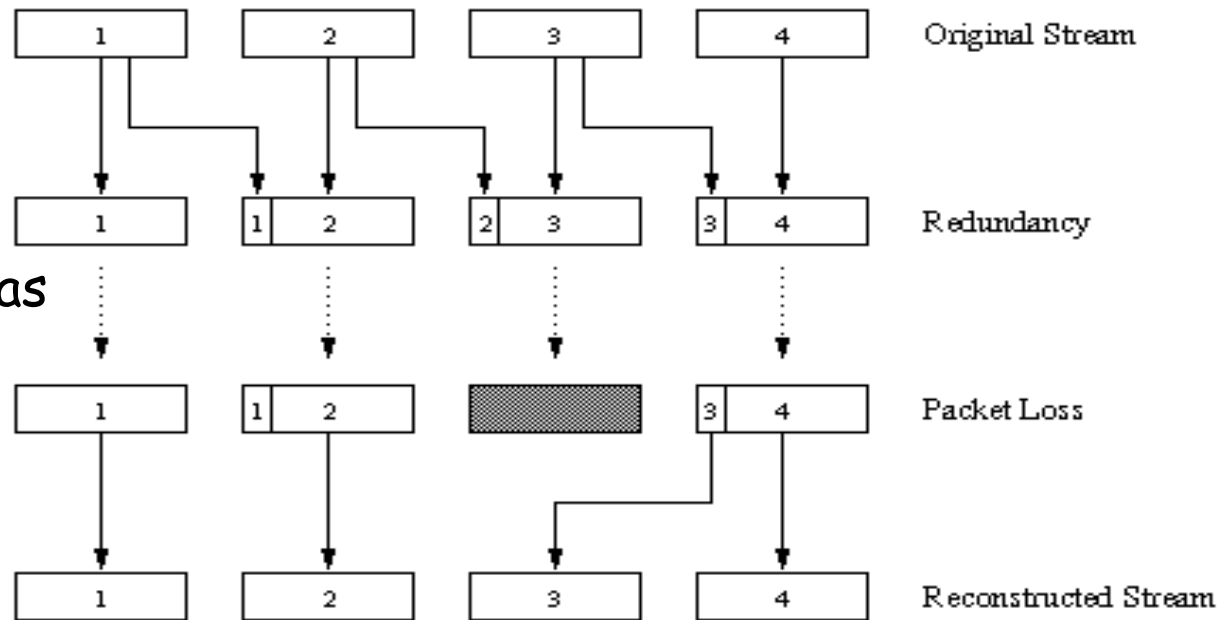 1 2 3 4 Original Stream
1 1 2 2 3 3 4 Redundancy
as
1 1 2 3 4 Packet Loss
1 2 3 4 Reconstructed Stream